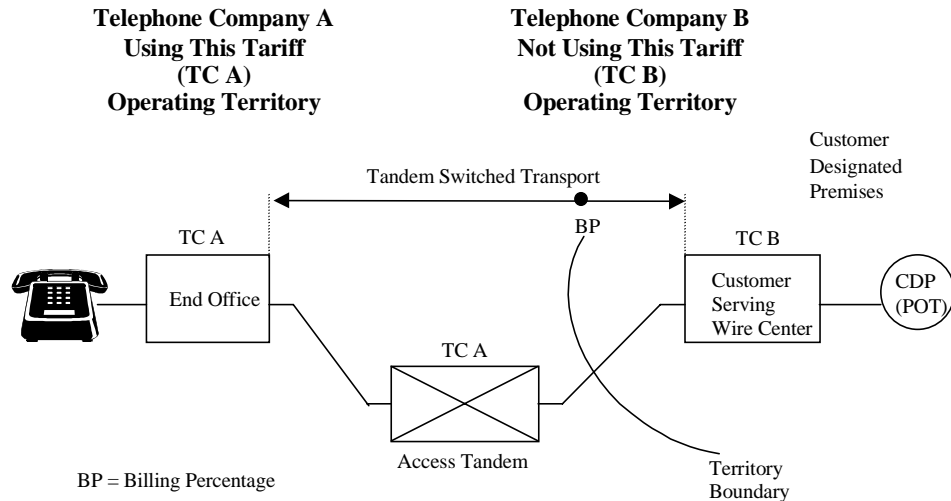 Telephone Company A
Using This Tariff
(TC A)
Operating Territory
Telephone Company B
Not Using This Tariff
(TC B)
Operating Territory
Customer
Designated
Premises
Tandem Switched Transport
BP
TC A
End Office
TC B
Customer
Serving
Wire Center
CDP
(POT)
TC A
Access Tandem
BP = Billing Percentage
Territory
Boundary